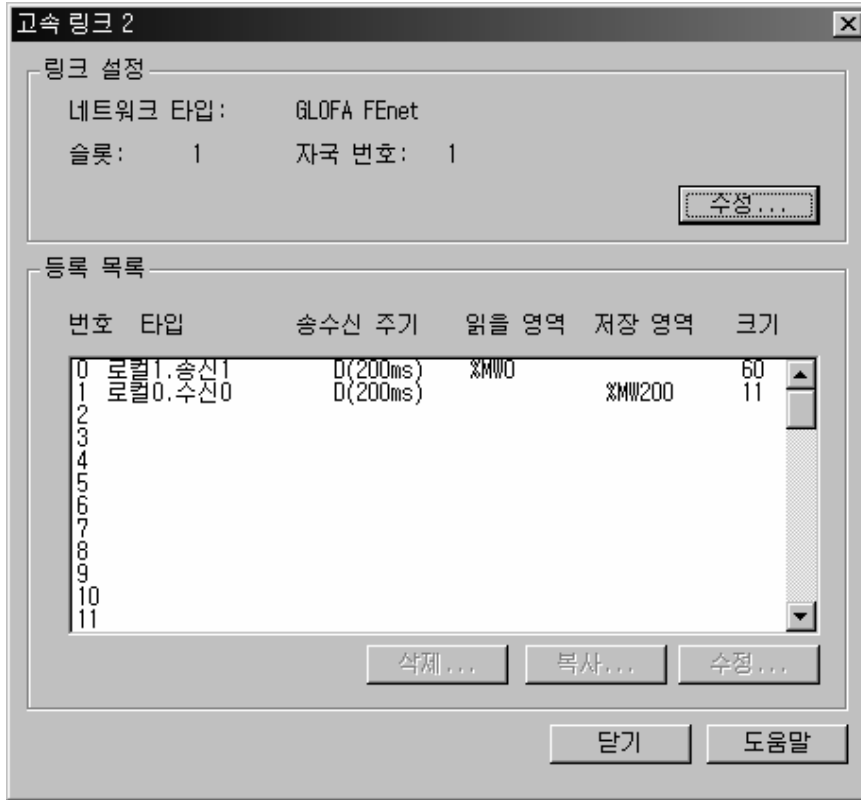 고속 링크 2
링크 설정
네트워크 타입: GLOFA FEnet
슬롯: 1 자국 번호: 1
수정...
등록 목록
번호 타입 송수신 주기 읽을 영역 저장 영역 크기
0 로컬1.송신1 D(200ms) %MW0 60
1 로컬0.수신0 D(200ms) %MW200 11
2
3
4
5
6
7
8
9
10
11
삭제... 복사... 수정...
닫기 도움말